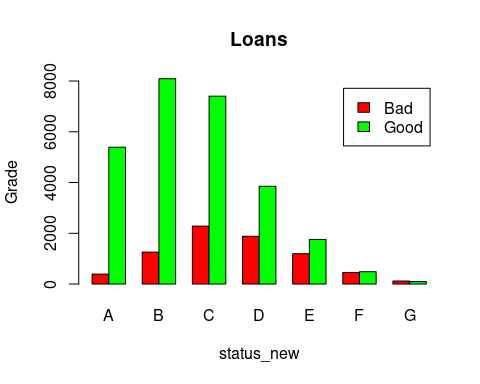 Loans
Bad
Good
Grade
8000
6000
4000
2000
0
A B C D E F G
status_new